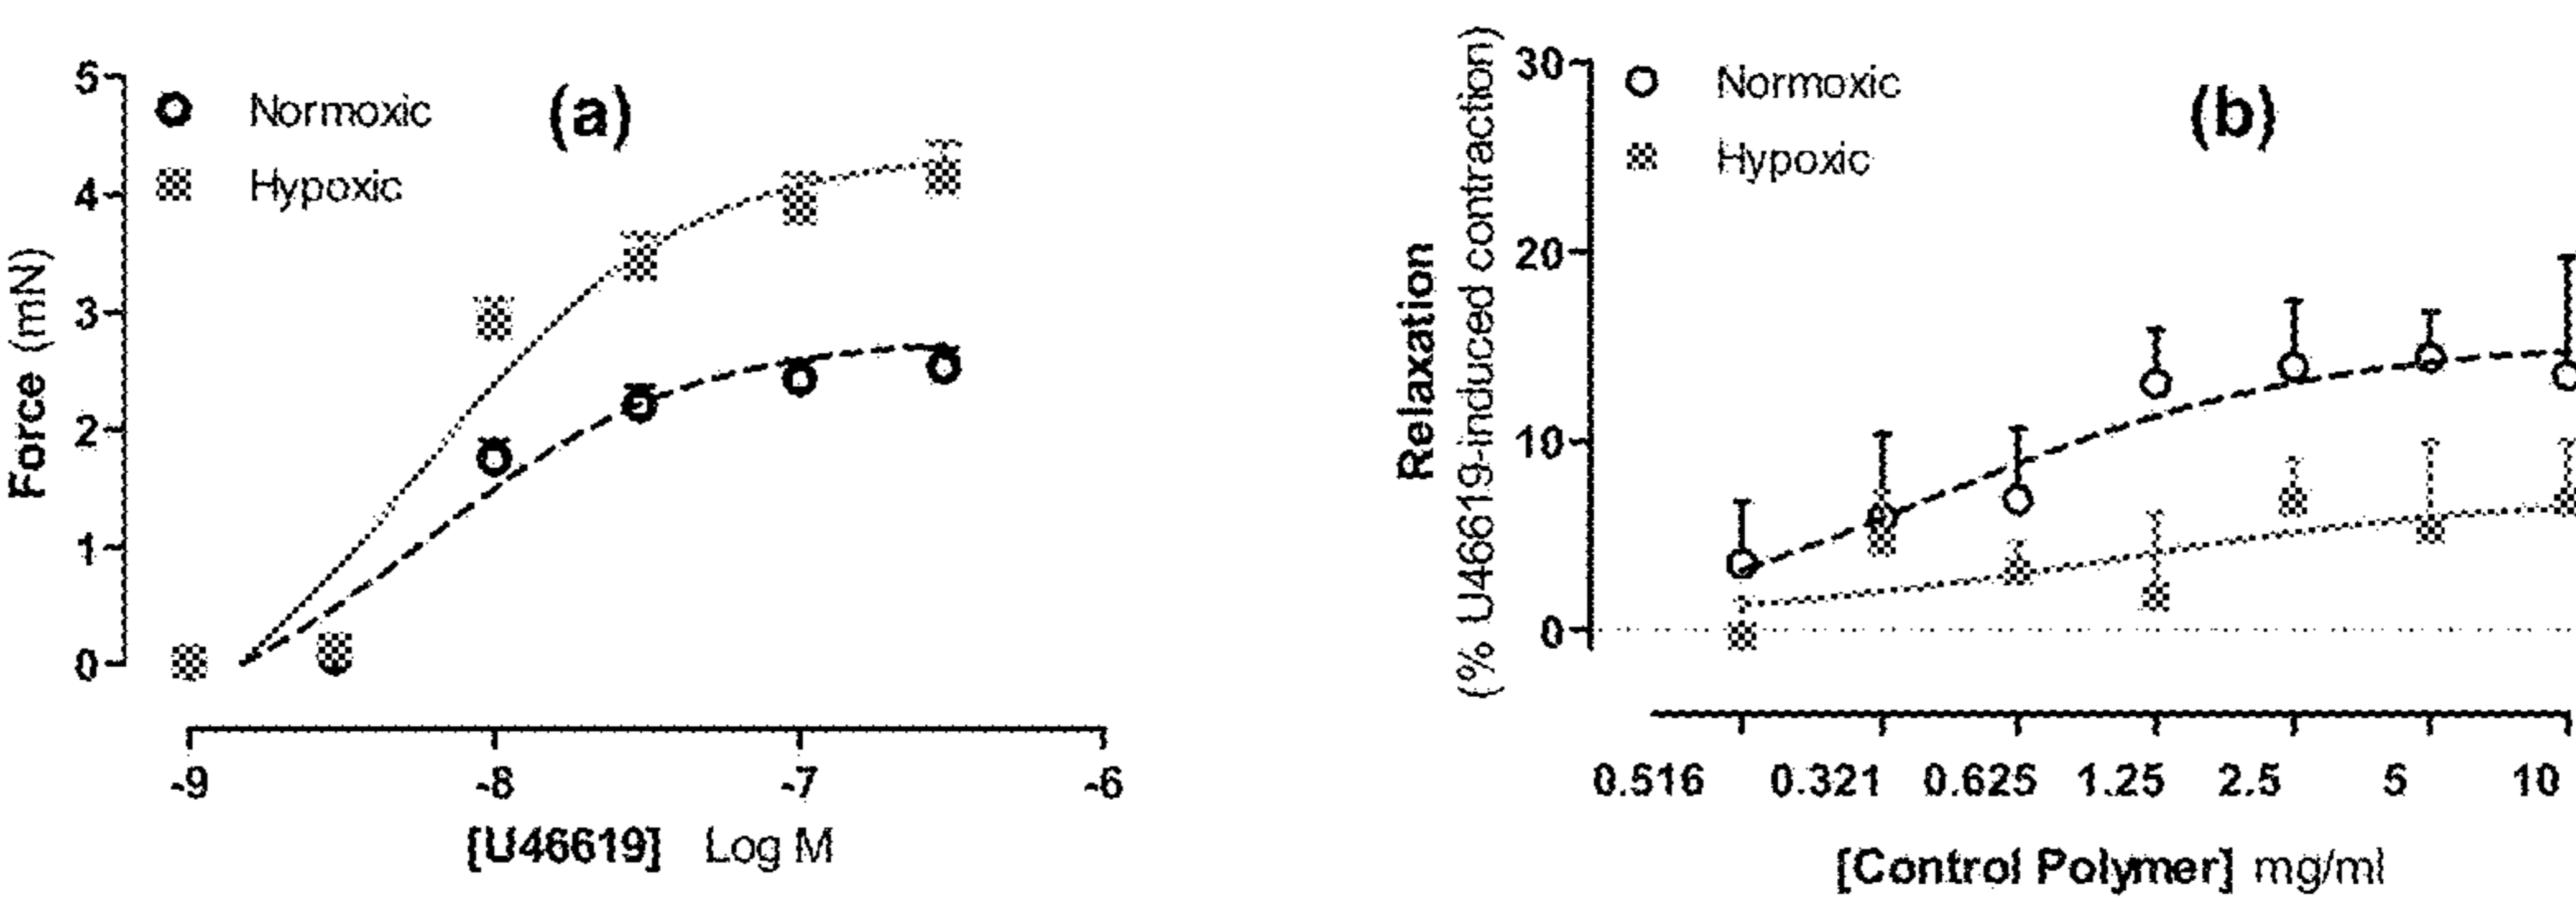 5
4
3
2
1
0
Force (mN)
Normoxic
Hypoxic
(a)
-9 -8 -7 -6
[U46619] Log M
30
20
10
0
Relaxation
(% U46619-induced contraction)
Normoxic
Hypoxic
(b)
0.516 0.321 0.625 1.25 2.5 5 10
[Control Polymer] mg/ml